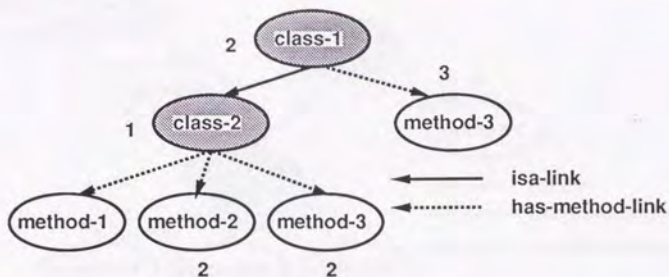 2 class-1
3
1 class-2 method-3
isa-link
method-1 method-2 method-3 has-method-link
2 2